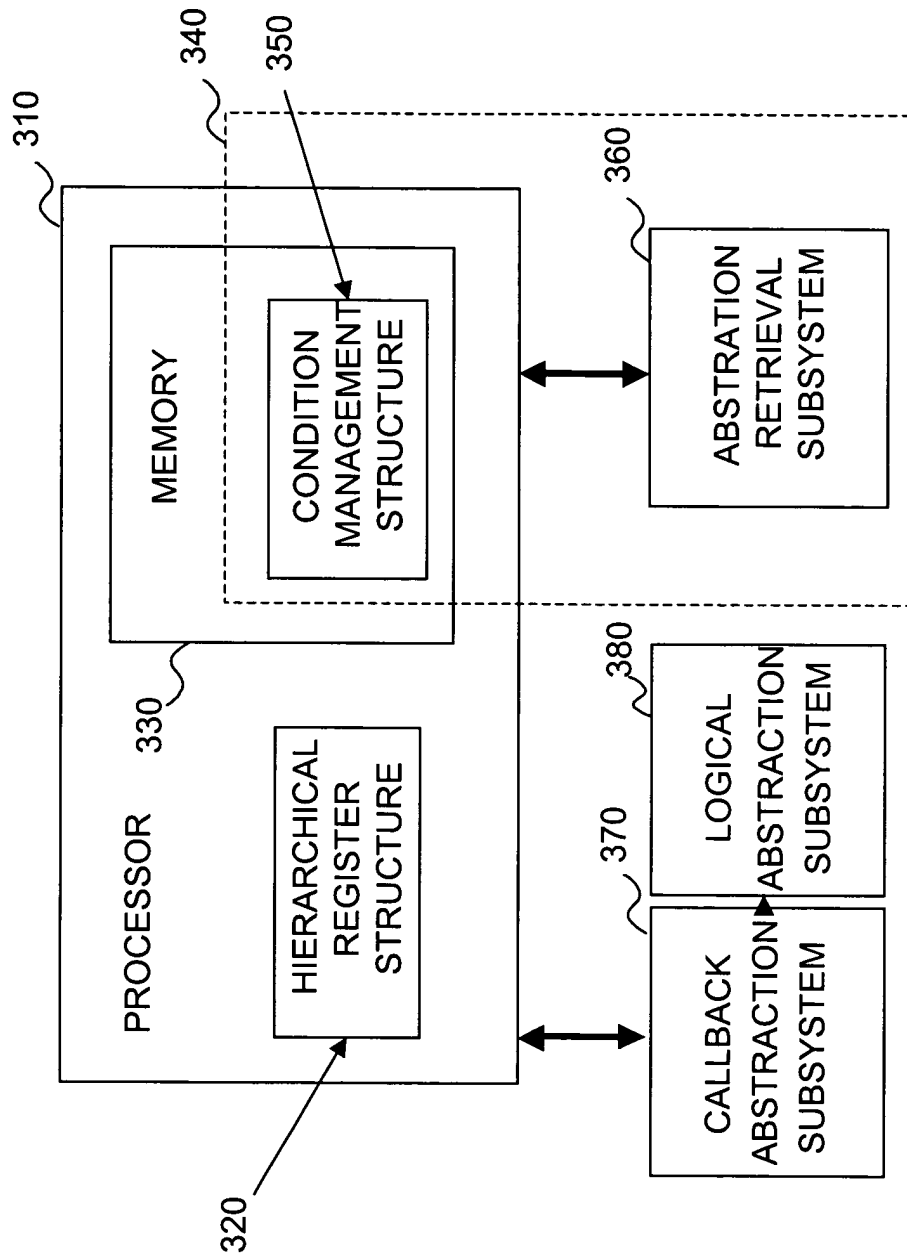 310
PROCESSOR
MEMORY
340
350
HIERARCHICAL
REGISTER
STRUCTURE
CONDITION
MANAGEMENT
STRUCTURE
320
330
370
380
360
CALLBACK
ABSTRACTION
SUBSYSTEM
LOGICAL
ABSTRACTION
SUBSYSTEM
ABSTRATION
RETRIEVAL
SUBSYSTEM